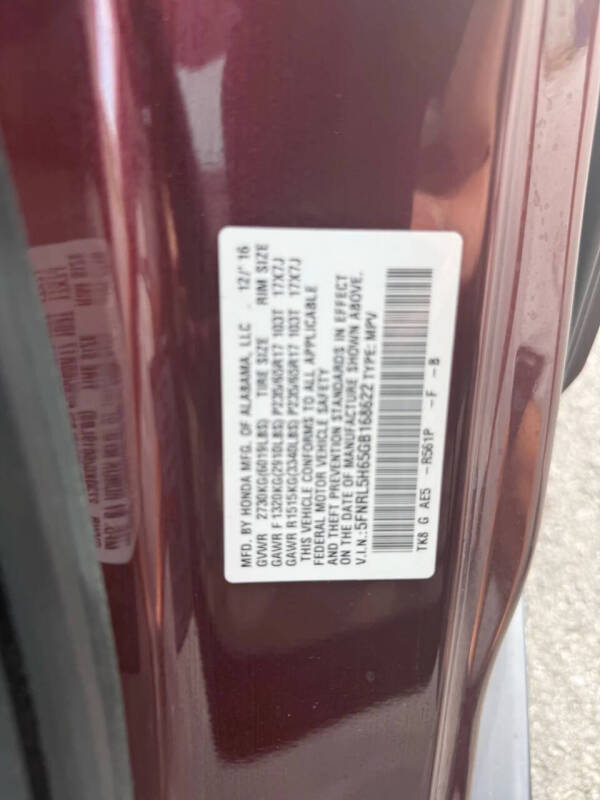 MFD. BY HONDA MFG. OF ALABAMA, LLC . 12/'16
GVWR 2730KG(6019LBS) TIRE SIZE RIM SIZE
GAWR F 1320KG(2910LBS) P235/65R17 103T 17X7J
GAWR R 1515KG(3340LBS) P235/65R17 103T 17X7J
THIS VEHICLE CONFORMS TO ALL APPLICABLE
FEDERAL MOTOR VEHICLE SAFETY
AND THEFT PREVENTION STANDARDS IN EFFECT
ON THE DATE OF MANUFACTURE SHOWN ABOVE.
V.I.N.:5FNRL5H65GB168622 TYPE: MPV
TK8 G AE5 -R561P -F -B